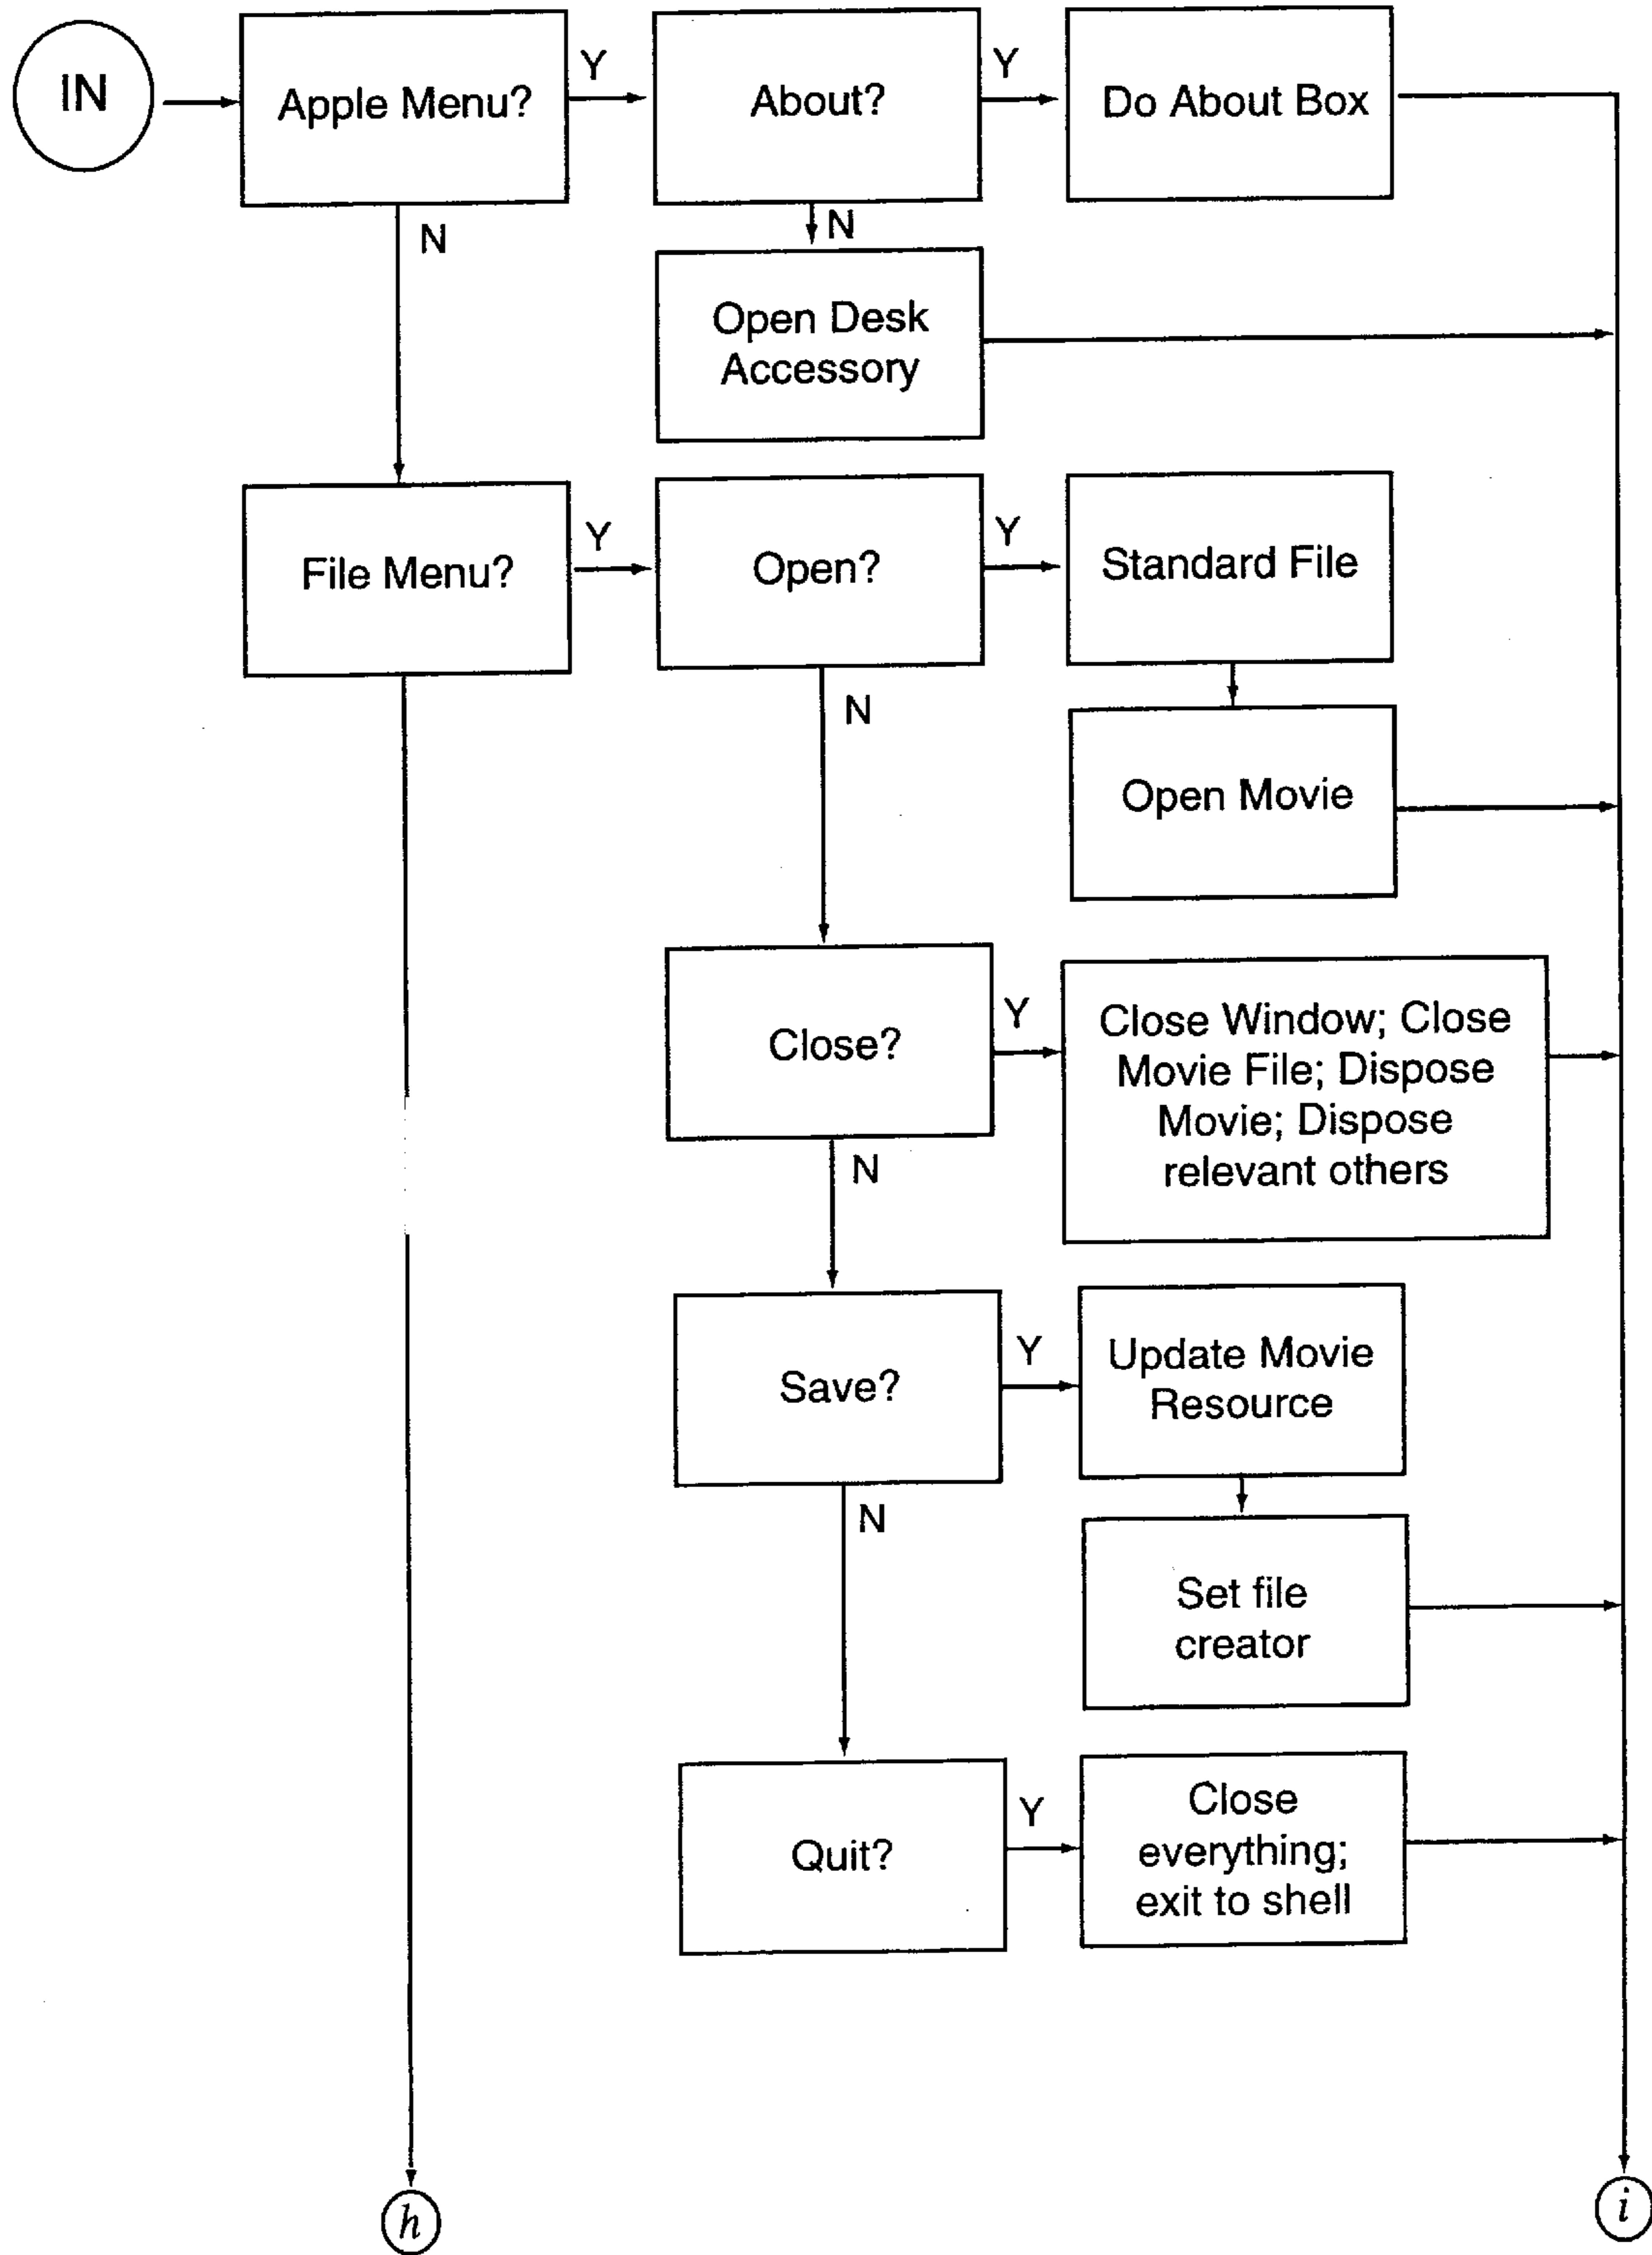 IN
Apple Menu?
Y
About?
Y
Do About Box
N
N
Open Desk
Accessory
File Menu?
Y
Open?
Y
Standard File
N
Open Movie
Close?
Y
Close Window; Close
Movie File; Dispose
Movie; Dispose
relevant others
N
Save?
Y
Update Movie
Resource
N
Set file
creator
Quit?
Y
Close
everything;
exit to shell
h
i